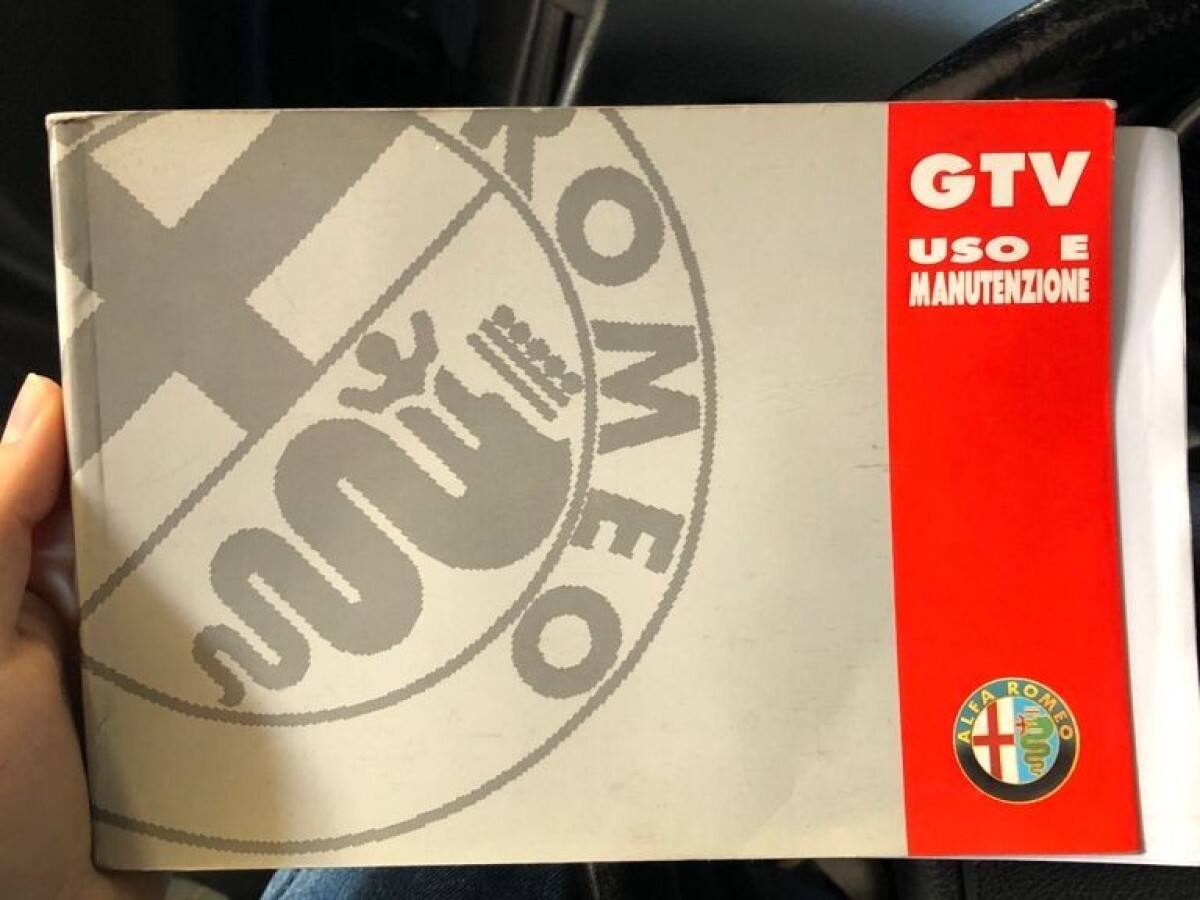 ROMEO
GTV
USO E
MANUTENZIONE
ALFA ROMEO